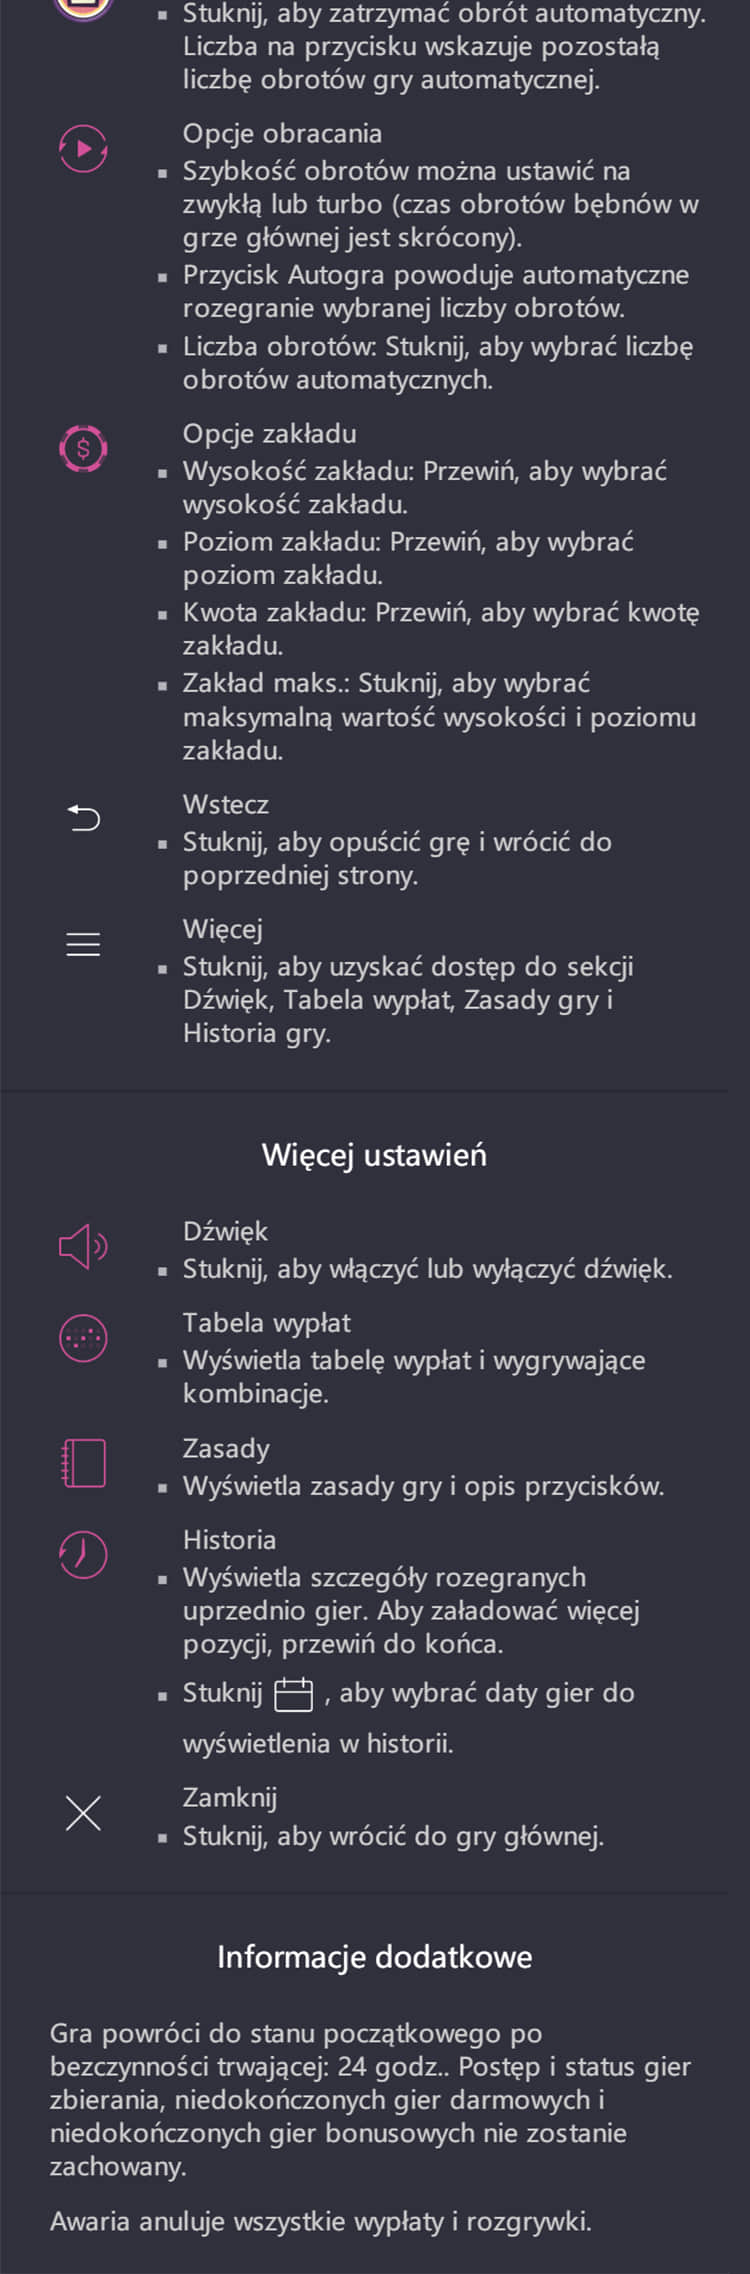 ▪ Stuknij, aby zatrzymać obrót automatyczny.
Liczba na przycisku wskazuje pozostałą
liczbę obrotów gry automatycznej.
Opcje obracania
▪ Szybkość obrotów można ustawić na
zwykłą lub turbo (czas obrotów bębnów w
grze głównej jest skrócony).
▪ Przycisk Autogra powoduje automatyczne
rozegranie wybranej liczby obrotów.
▪ Liczba obrotów: Stuknij, aby wybrać liczbę
obrotów automatycznych.
$
Opcje zakładu
▪ Wysokość zakładu: Przewiń, aby wybrać
wysokość zakładu.
▪ Poziom zakładu: Przewiń, aby wybrać
poziom zakładu.
▪ Kwota zakładu: Przewiń, aby wybrać kwotę
zakładu.
▪ Zakład maks.: Stuknij, aby wybrać
maksymalną wartość wysokości i poziomu
zakładu.
Wstecz
▪ Stuknij, aby opuścić grę i wrócić do
poprzedniej strony.
Więcej
▪ Stuknij, aby uzyskać dostęp do sekcji
Dźwięk, Tabela wypłat, Zasady gry i
Historia gry.
Więcej ustawień
Dźwięk
▪ Stuknij, aby włączyć lub wyłączyć dźwięk.
Tabela wypłat
▪ Wyświetla tabelę wypłat i wygrywające
kombinacje.
Zasady
▪ Wyświetla zasady gry i opis przycisków.
Historia
▪ Wyświetla szczegóły rozegranych
uprzednio gier. Aby załadować więcej
pozycji, przewiń do końca.
▪ Stuknij , aby wybrać daty gier do
wyświetlenia w historii.
Zamknij
▪ Stuknij, aby wrócić do gry głównej.
Informacje dodatkowe
Gra powróci do stanu początkowego po
bezczynności trwającej: 24 godz.. Postęp i status gier
zbierania, niedokończonych gier darmowych i
niedokończonych gier bonusowych nie zostanie
zachowany.
Awaria anuluje wszystkie wypłaty i rozgrywki.